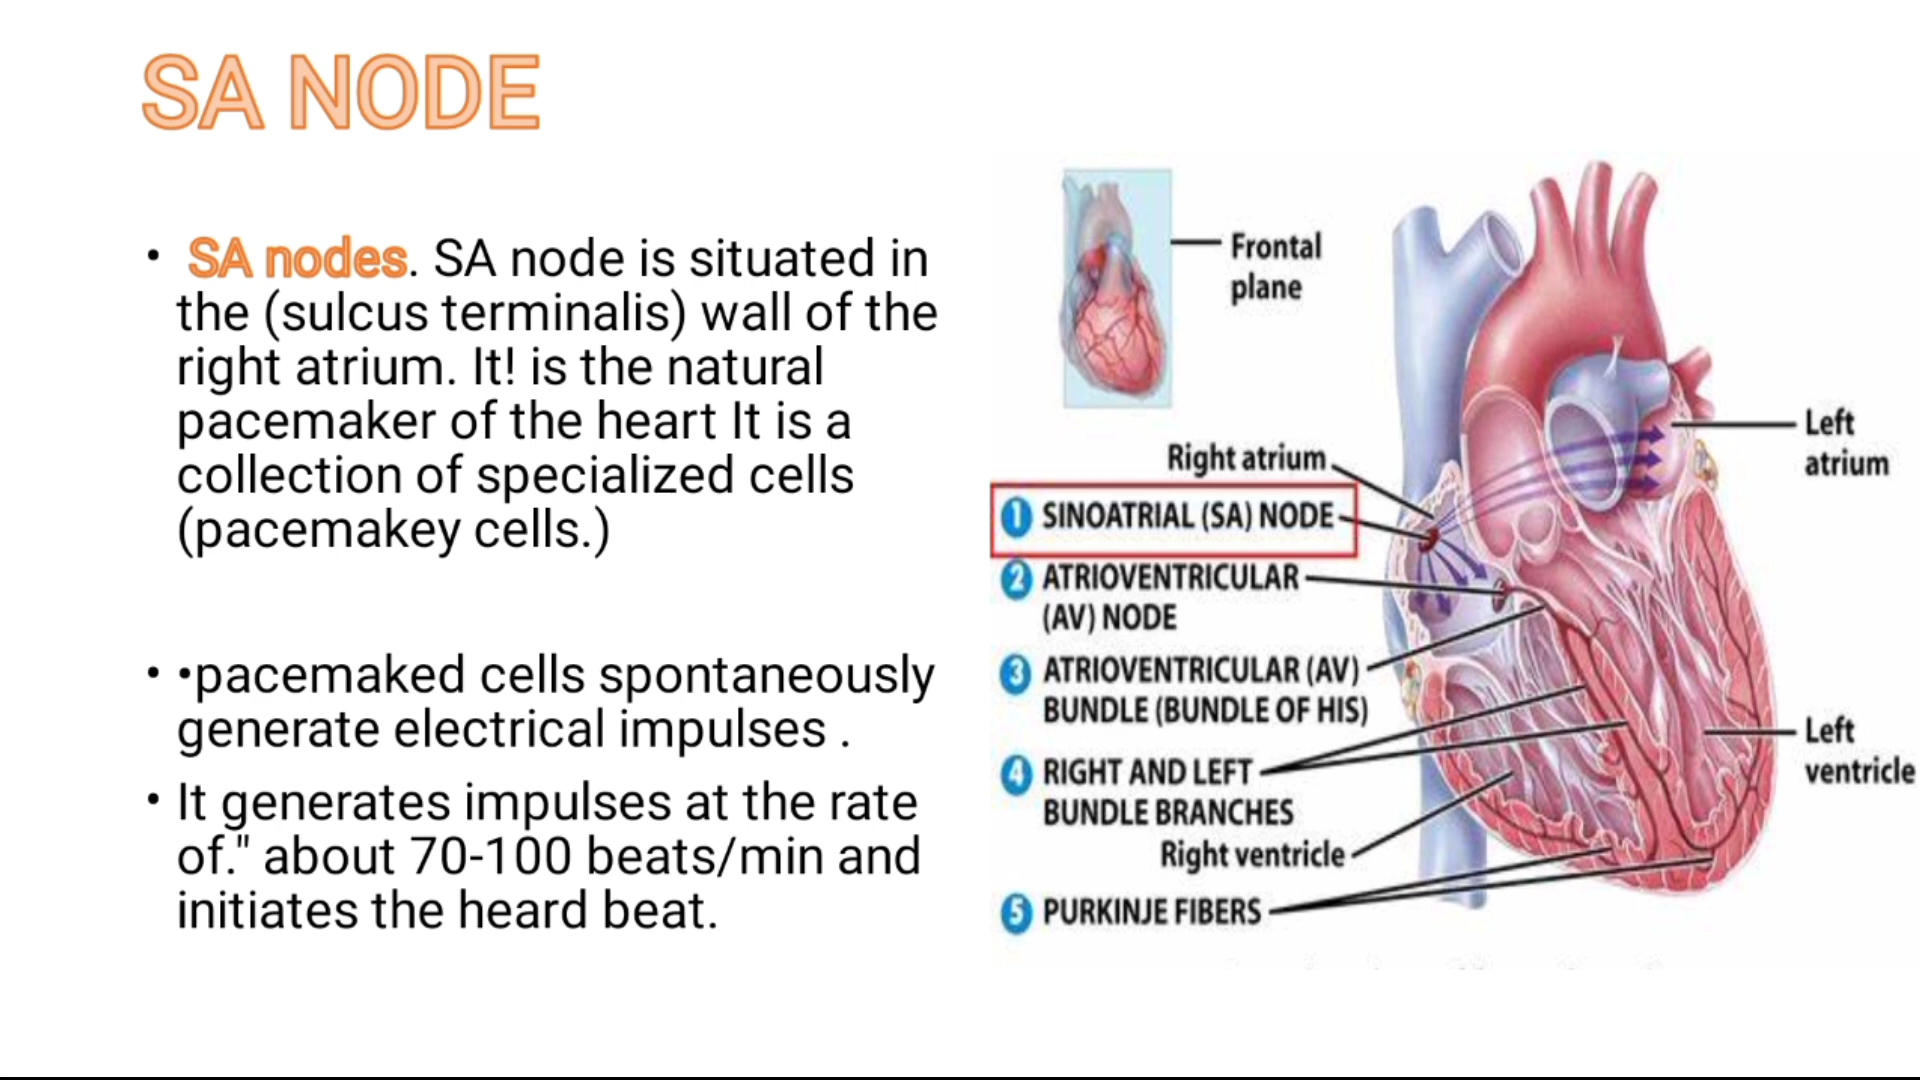 SA NODE
• SA nodes. SA node is situated in
the (sulcus terminalis) wall of the
right atrium. It! is the natural
pacemaker of the heart It is a
collection of specialized cells
(pacemakey cells.)
• •pacemaked cells spontaneously
generate electrical impulses .
• It generates impulses at the rate
of." about 70-100 beats/min and
initiates the heard beat.
Frontal
plane
Left
atrium
Right atrium
1 SINOATRIAL (SA) NODE
2 ATRIOVENTRICULAR
(AV) NODE
3 ATRIOVENTRICULAR (AV)
BUNDLE (BUNDLE OF HIS)
Left
ventricle
4 RIGHT AND LEFT
BUNDLE BRANCHES
Right ventricle
5 PURKINJE FIBERS